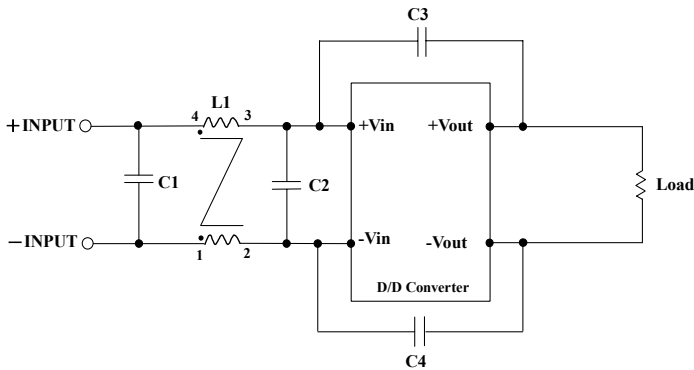 C3
L1
4 3
+INPUT
+Vin
+Vout
C1
C2
Load
−INPUT
1 2
-Vin
-Vout
D/D Converter
C4